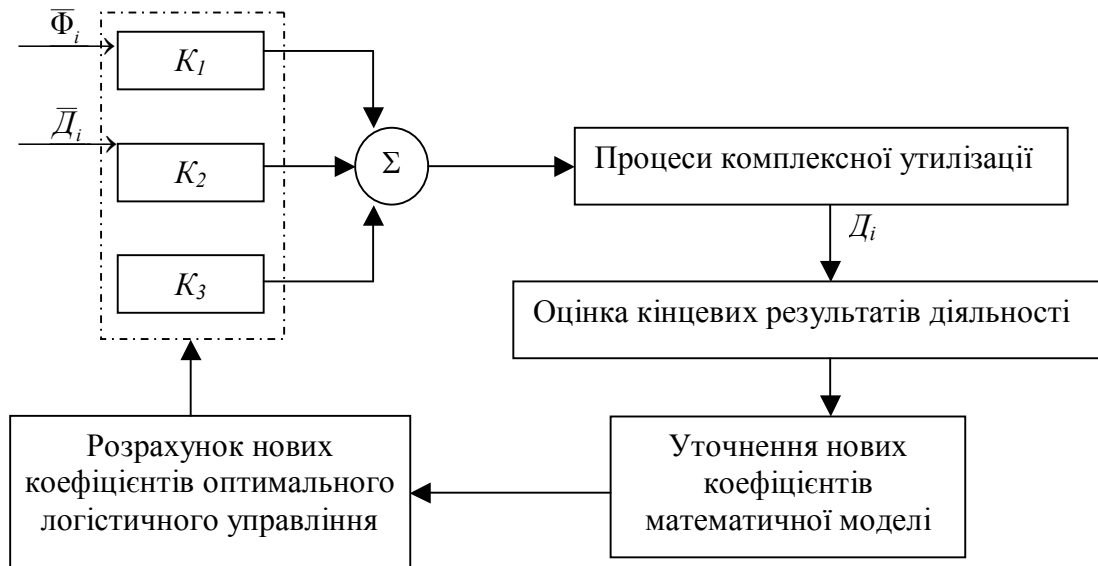 Φ̅i
K1
Д̅i
K2
Σ
Процеси комплексної утилізації
K3
Дi
Оцінка кінцевих результатів діяльності
Розрахунок нових
коефіцієнтів оптимального
логістичного управління
Уточнення нових
коефіцієнтів
математичної моделі